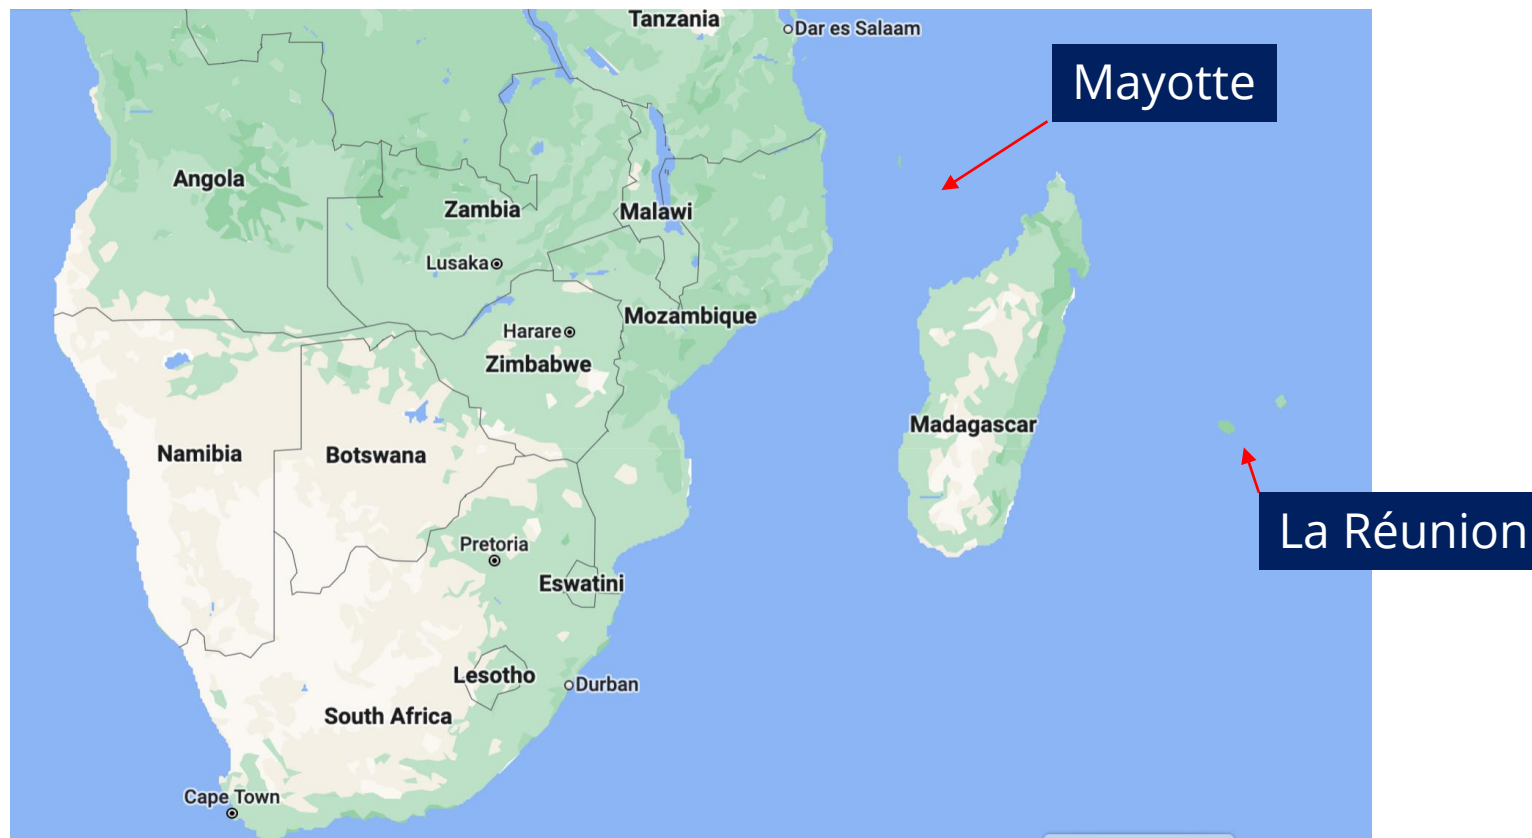 Tanzania
Dar es Salaam
Mayotte
Angola
Zambia
Malawi
Lusaka
Mozambique
Harare
Zimbabwe
Madagascar
Namibia
Botswana
La Réunion
Pretoria
Eswatini
Lesotho
Durban
South Africa
Cape Town